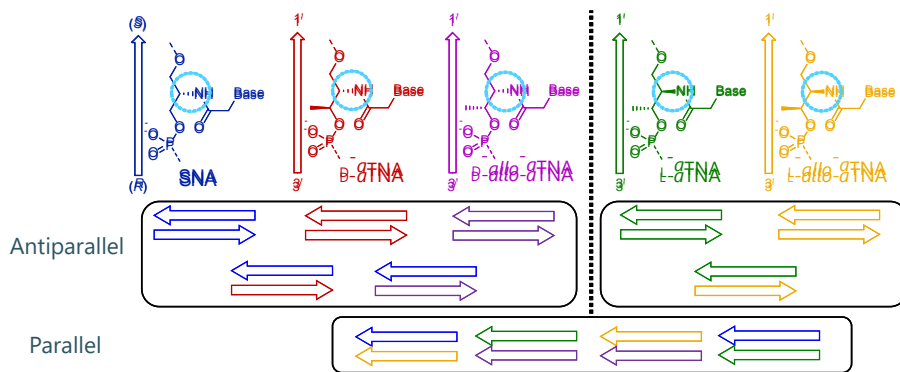 (S) 1' 1' 1' 1'
O O O O O
NH Base NH Base NH Base NH Base NH Base
O O O O O
O O O O O
-O -O -O -O -O
P P P P P
O O O O O
(R) SNA 3' D-aTNA 3' D-allo-aTNA 3' L-aTNA 3' L-allo-aTNA
Antiparallel
Parallel